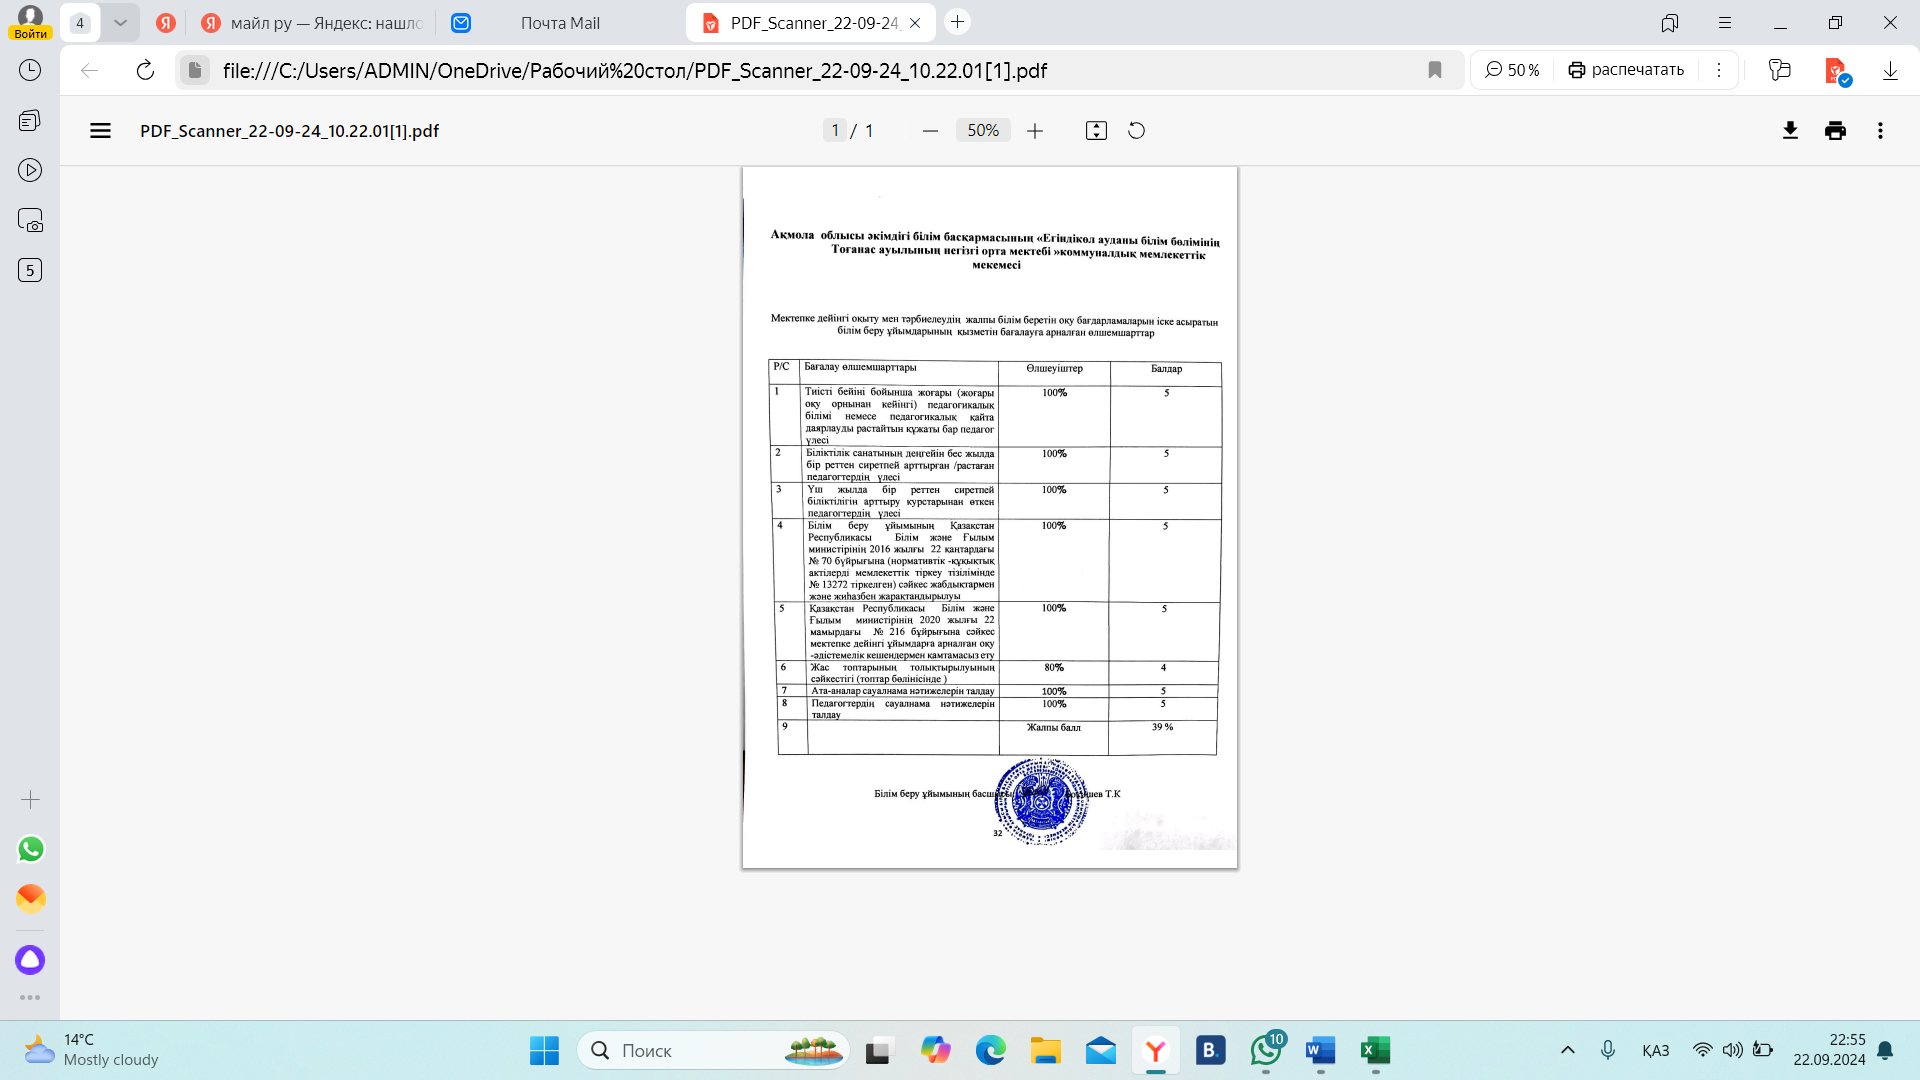 4
майл ру — Яндекс: нашло
Почта Mail
PDF_Scanner_22-09-24_
Войти
file:///C:/Users/ADMIN/OneDrive/Рабочий%20стол/PDF_Scanner_22-09-24_10.22.01[1].pdf
50 %
распечатать
PDF_Scanner_22-09-24_10.22.01[1].pdf
1 / 1
50%
5
Ақмола облысы әкімдігі білім басқармасының «Егіндікөл ауданы білім бөлімінің
Тоғанас ауылының негізгі орта мектебі »коммуналдық мемлекеттік
мекемесі
Мектепке дейінгі оқыту мен тәрбиелеудің жалпы білім беретін оқу бағдарламаларын іске асыратын
білім беру ұйымдарының қызметін бағалауға арналған өлшемшарттар
Р/С Бағалау өлшемшарттары Өлшеуіштер Балдар
1 Тиісті бейіні бойынша жоғары (жоғары 100% 5
оқу орнынан кейінгі) педагогикалық
білімі немесе педагогикалық қайта
даярлауды растайтын құжаты бар педагог
үлесі
2 Біліктілік санатының деңгейін бес жылда 100% 5
бір реттен сиретпей арттырған /растаған
педагогтердің үлесі
3 Үш жылда бір реттен сиретпей 100% 5
біліктілігін арттыру курстарынан өткен
педагогтердің үлесі
4 Білім беру ұйымының Қазақстан 100% 5
Республикасы Білім және Ғылым
министірінің 2016 жылғы 22 қаңтардағы
№ 70 бұйрығына (нормативтік -құқықтық
актілерді мемлекеттік тіркеу тізілімінде
№ 13272 тіркелген) сәйкес жабдықтармен
және жиһазбен жарақтандырылуы
5 Қазақстан Республикасы Білім және 100% 5
Ғылым министірінің 2020 жылғы 22
мамырдағы № 216 бұйрығына сәйкес
мектепке дейінгі ұйымдарға арналған оқу
-әдістемелік кешендермен қамтамасыз ету
6 Жас топтарының толықтырылуының 80% 4
сәйкестігі (топтар бөлінісінде )
7 Ата-аналар сауалнама нәтижелерін талдау 100% 5
8 Педагогтердің сауалнама нәтижелерін 100% 5
талдау
9 Жалпы балл 39 %
Білім беру ұйымының Т.К
32
14°C
Mostly cloudy
Поиск
10
ҚАЗ
22:55
22.09.2024